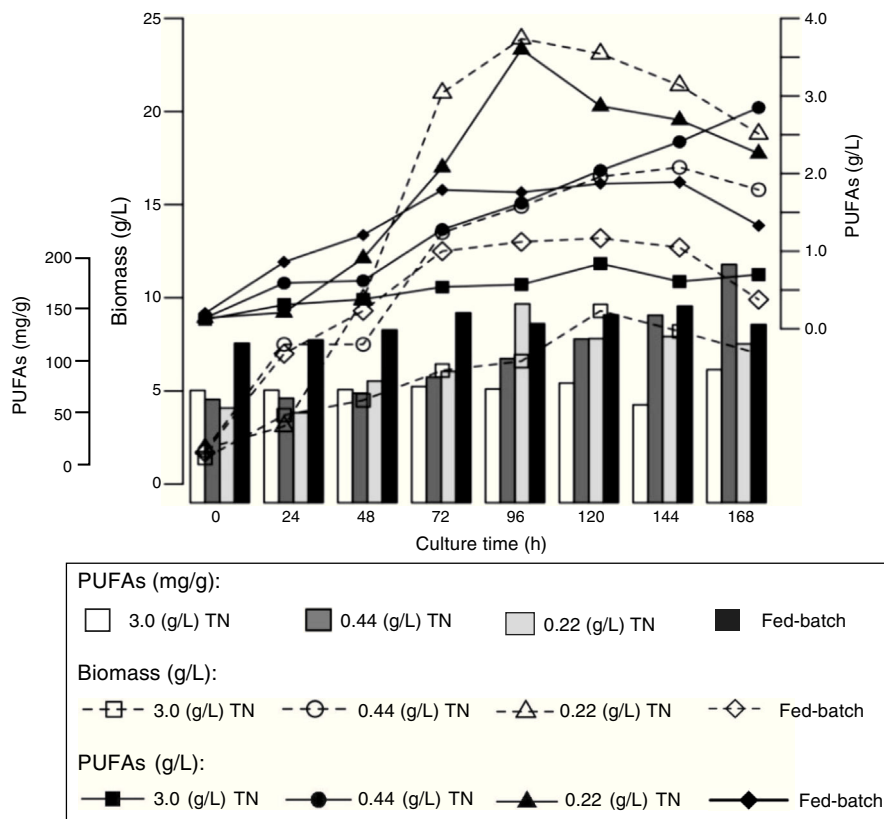 25
20
15
10
5
0
Biomass (g/L)
200
150
100
50
0
PUFAs (mg/g)
4.0
3.0
2.0
1.0
0.0
PUFAs (g/L)
0 24 48 72 96 120 144 168
Culture time (h)
PUFAs (mg/g):
3.0 (g/L) TN 0.44 (g/L) TN 0.22 (g/L) TN Fed-batch
Biomass (g/L):
3.0 (g/L) TN 0.44 (g/L) TN 0.22 (g/L) TN Fed-batch
PUFAs (g/L):
3.0 (g/L) TN 0.44 (g/L) TN 0.22 (g/L) TN Fed-batch